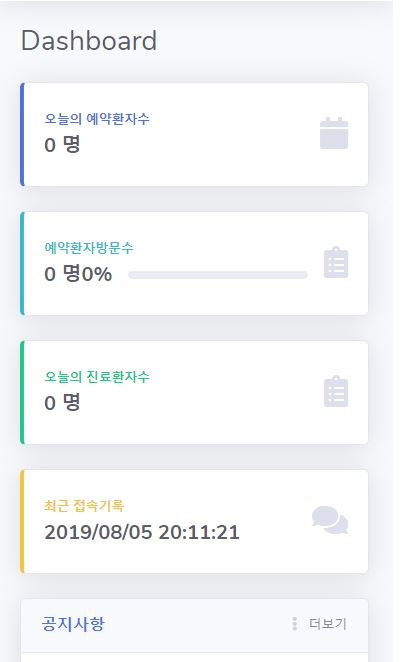 Dashboard
오늘의 예약환자수
0 명
예약환자방문수
0 명0%
오늘의 진료환자수
0 명
최근 접속기록
2019/08/05 20:11:21
공지사항 더보기